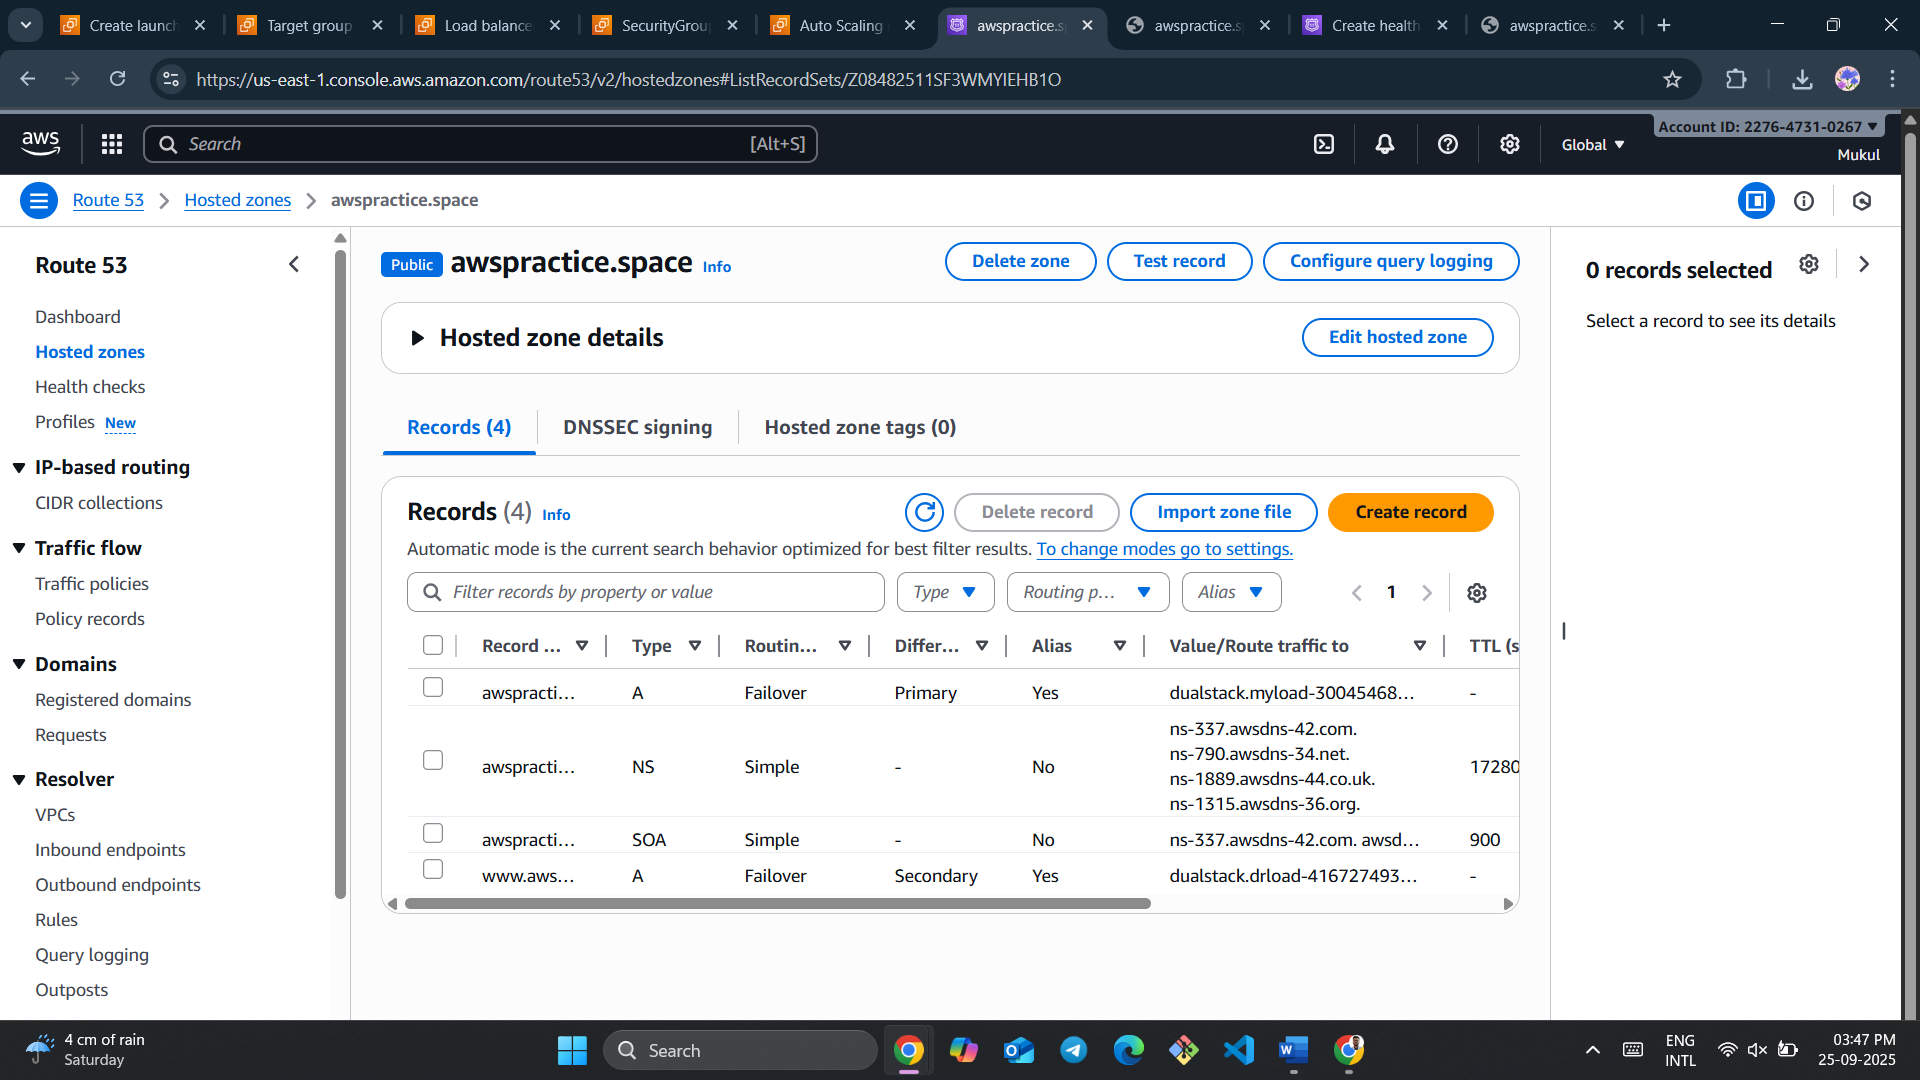 Create launch
Target group
Load balance
SecurityGrou
Auto Scaling
awspractice.sp
awspractice.s
Create health
awspractice.s
https://us-east-1.console.aws.amazon.com/route53/v2/hostedzones#ListRecordSets/Z08482511SF3WMYIEHB1O
aws
Search
[Alt+S]
Global
Account ID: 2276-4731-0267
Mukul
Route 53
Hosted zones
awspractice.space
Route 53
Dashboard
Hosted zones
Health checks
Profiles New
IP-based routing
CIDR collections
Traffic flow
Traffic policies
Policy records
Domains
Registered domains
Requests
Resolver
VPCs
Inbound endpoints
Outbound endpoints
Rules
Query logging
Outposts
Public awspractice.space Info
Delete zone
Test record
Configure query logging
Hosted zone details
Edit hosted zone
Records (4)
DNSSEC signing
Hosted zone tags (0)
Records (4) Info
Delete record
Import zone file
Create record
Automatic mode is the current search behavior optimized for best filter results. To change modes go to settings.
Filter records by property or value
Type
Routing p...
Alias
1
Record ... Type Routin... Differ... Alias Value/Route traffic to TTL (s
awspracti... A Failover Primary Yes dualstack.myload-30045468... -
awspracti... NS Simple - No ns-337.awsdns-42.com. 17280
ns-790.awsdns-34.net.
ns-1889.awsdns-44.co.uk.
ns-1315.awsdns-36.org.
awspracti... SOA Simple - No ns-337.awsdns-42.com. awsd... 900
www.aws... A Failover Secondary Yes dualstack.drload-416727493... -
0 records selected
Select a record to see its details
4 cm of rain
Saturday
Search
ENG
INTL
03:47 PM
25-09-2025